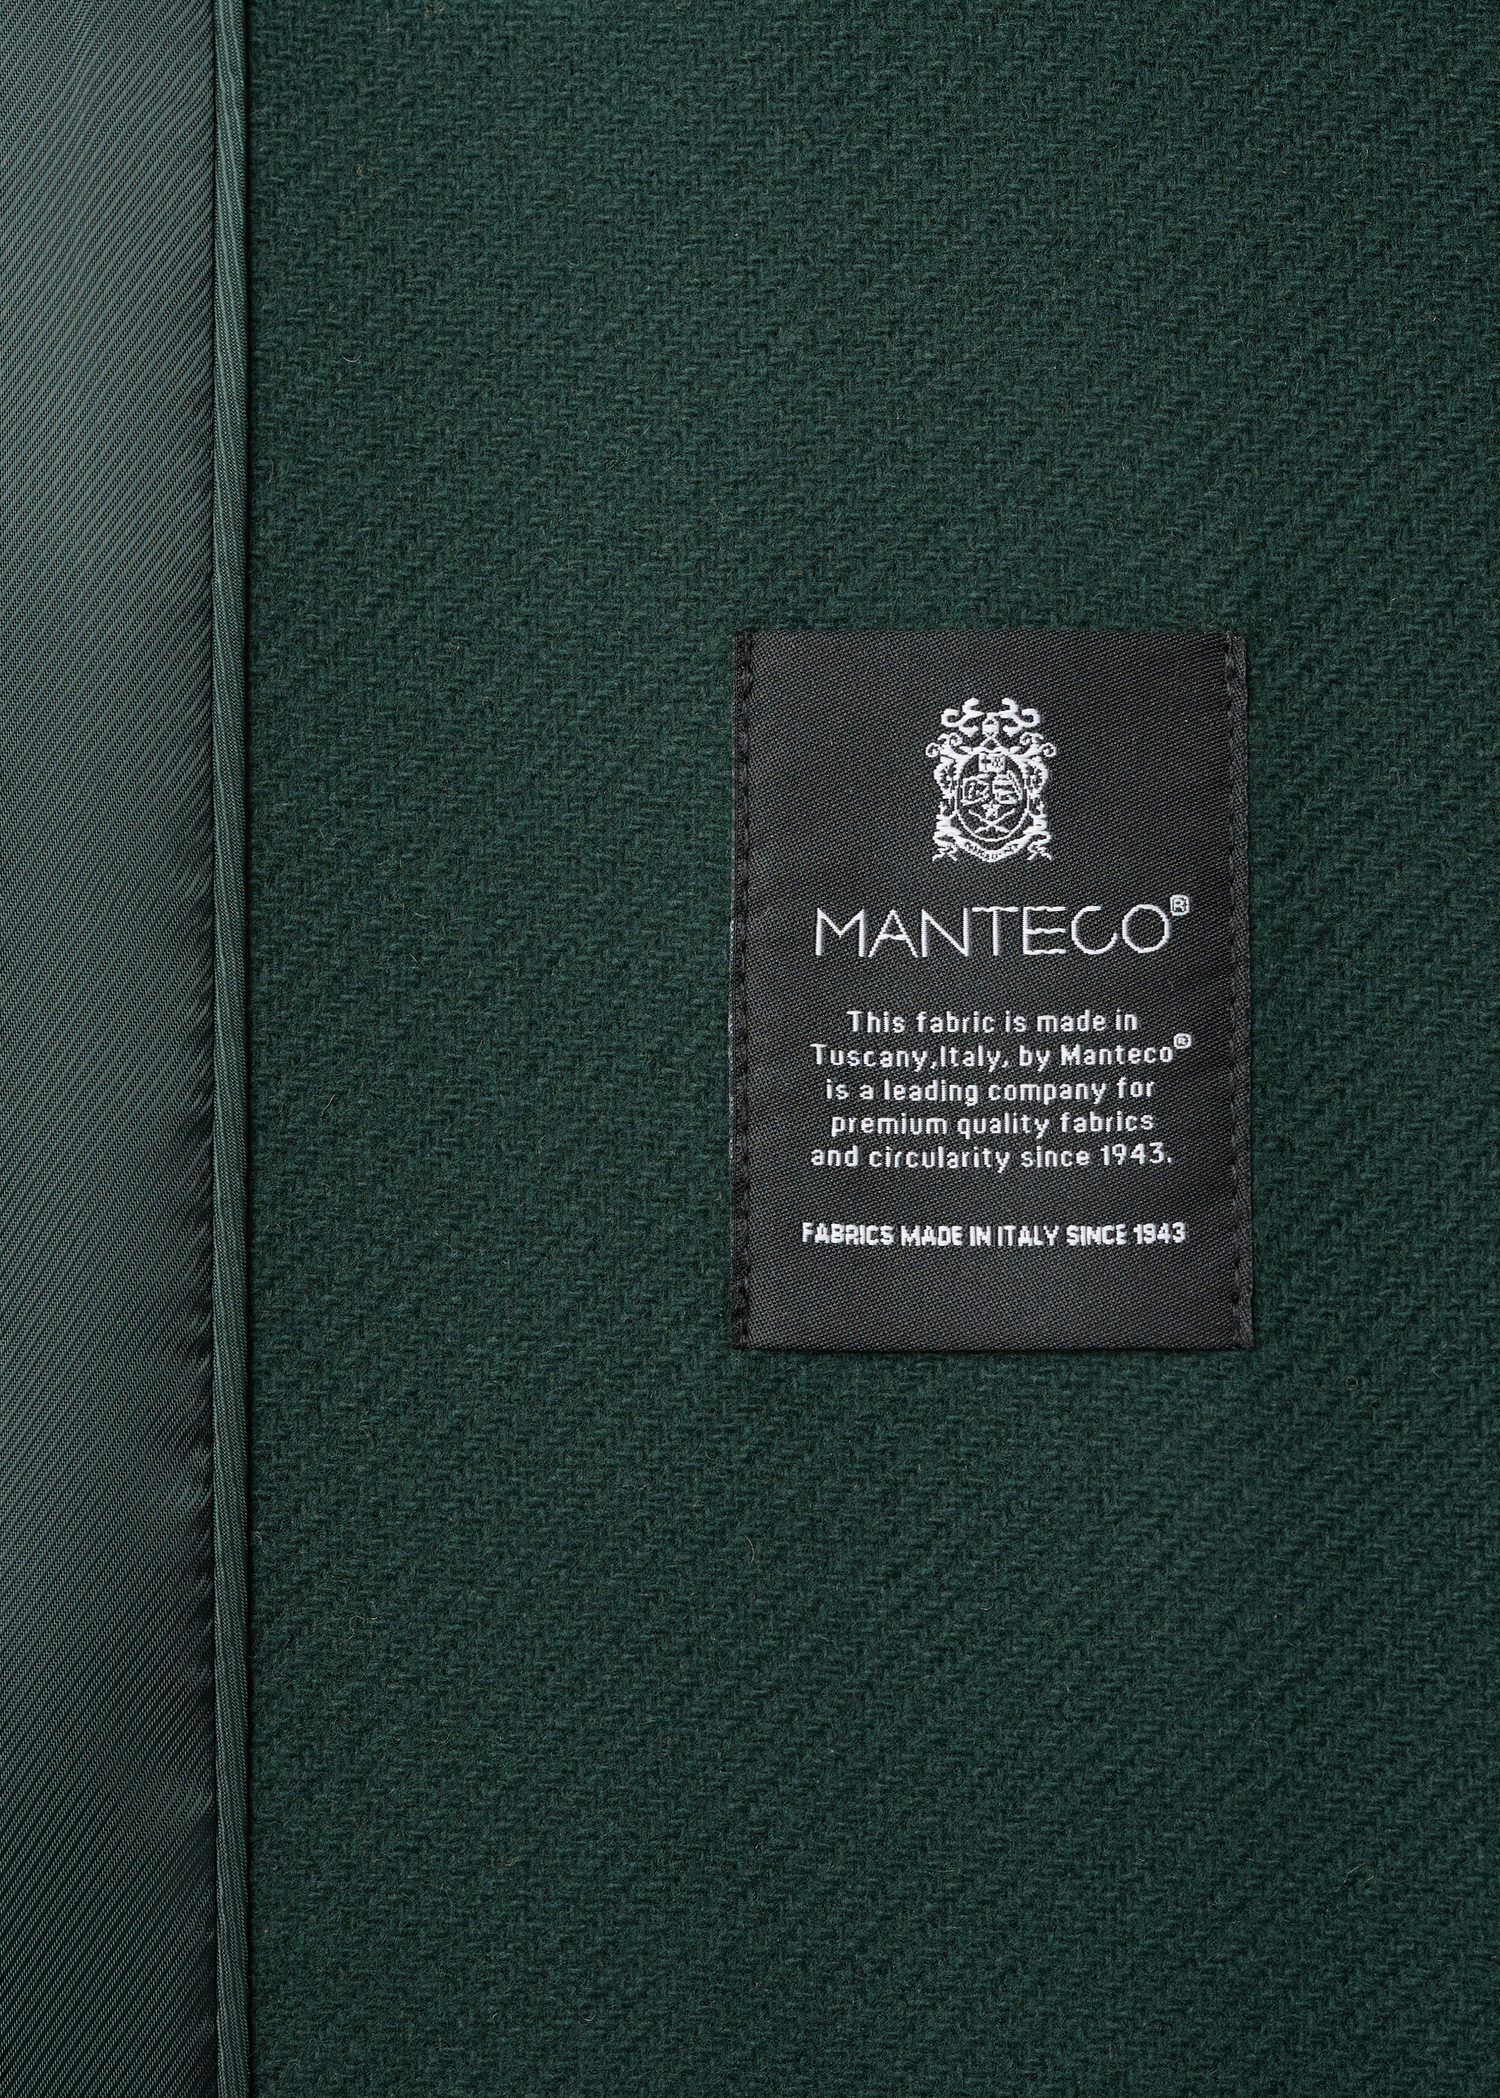 MANTECO®
This fabric is made in
Tuscany,Italy, by Manteco®
is a leading company for
premium quality fabrics
and circularity since 1943.
FABRICS MADE IN ITALY SINCE 1943